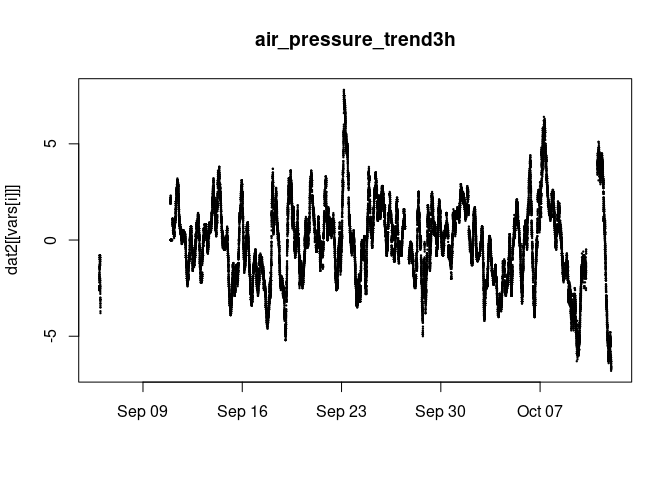 air_pressure_trend3h
dat2[[vars[i]]]
5
0
-5
Sep 09
Sep 16
Sep 23
Sep 30
Oct 07